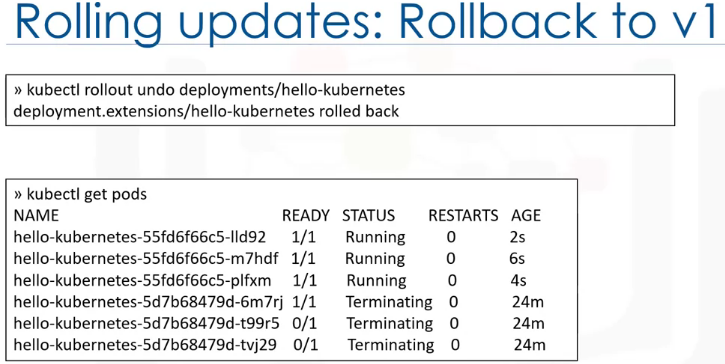 Rolling updates: Rollback to v1
» kubectl rollout undo deployments/hello-kubernetes
deployment.extensions/hello-kubernetes rolled back
» kubectl get pods
NAME READY STATUS RESTARTS AGE
hello-kubernetes-55fd6f66c5-lld92 1/1 Running 0 2s
hello-kubernetes-55fd6f66c5-m7hdf 1/1 Running 0 6s
hello-kubernetes-55fd6f66c5-plfxm 1/1 Running 0 4s
hello-kubernetes-5d7b68479d-6m7rj 1/1 Terminating 0 24m
hello-kubernetes-5d7b68479d-t99r5 0/1 Terminating 0 24m
hello-kubernetes-5d7b68479d-tvj29 0/1 Terminating 0 24m